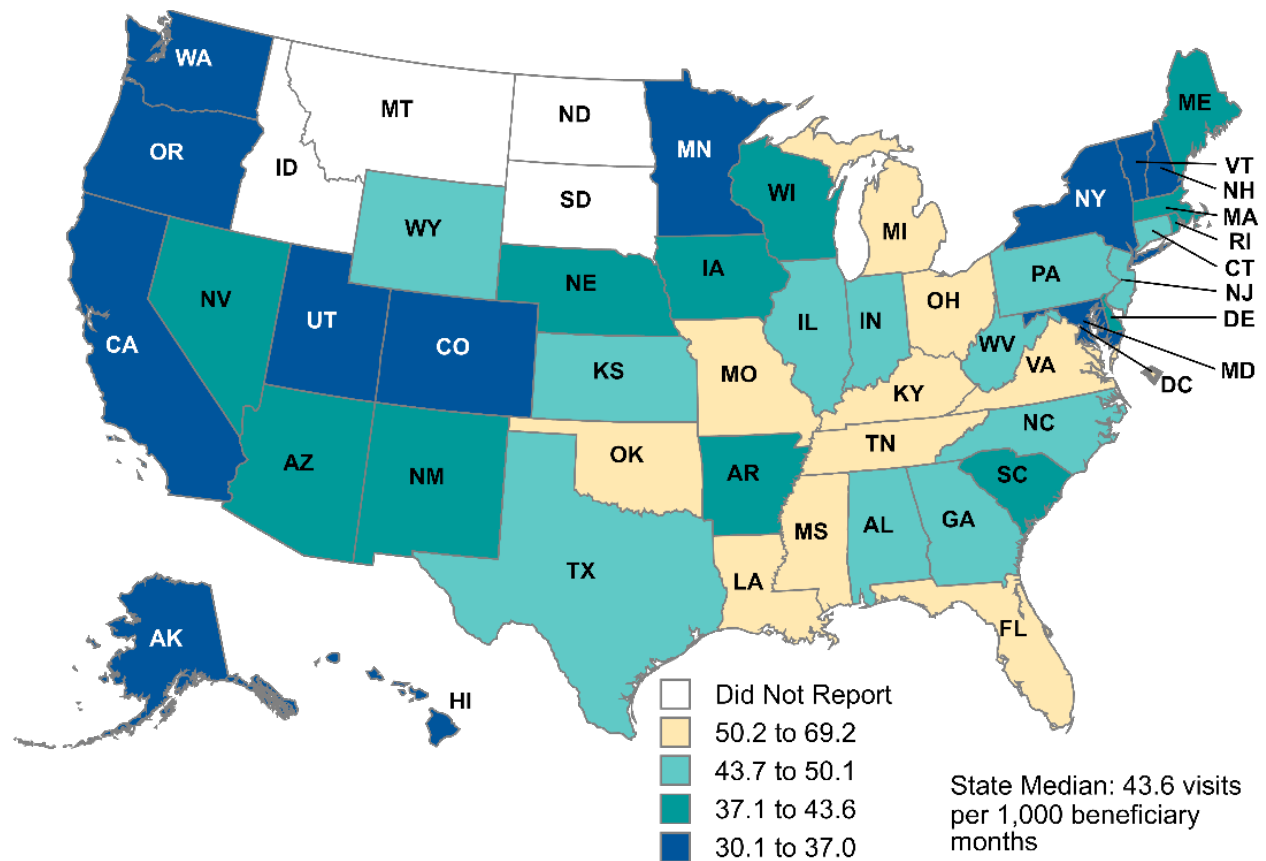 WA
MT
ND
MN
ME
OR
ID
SD
WI
VT
NH
NY
MA
WY
MI
RI
CT
NJ
DE
MD
DC
NE
IA
PA
NV
UT
CO
IL
IN
OH
CA
KS
MO
WV
VA
KY
NC
AZ
NM
OK
AR
TN
SC
MS
AL
GA
TX
LA
FL
AK
HI
Did Not Report
50.2 to 69.2
43.7 to 50.1
37.1 to 43.6
30.1 to 37.0
State Median: 43.6 visits
per 1,000 beneficiary
months